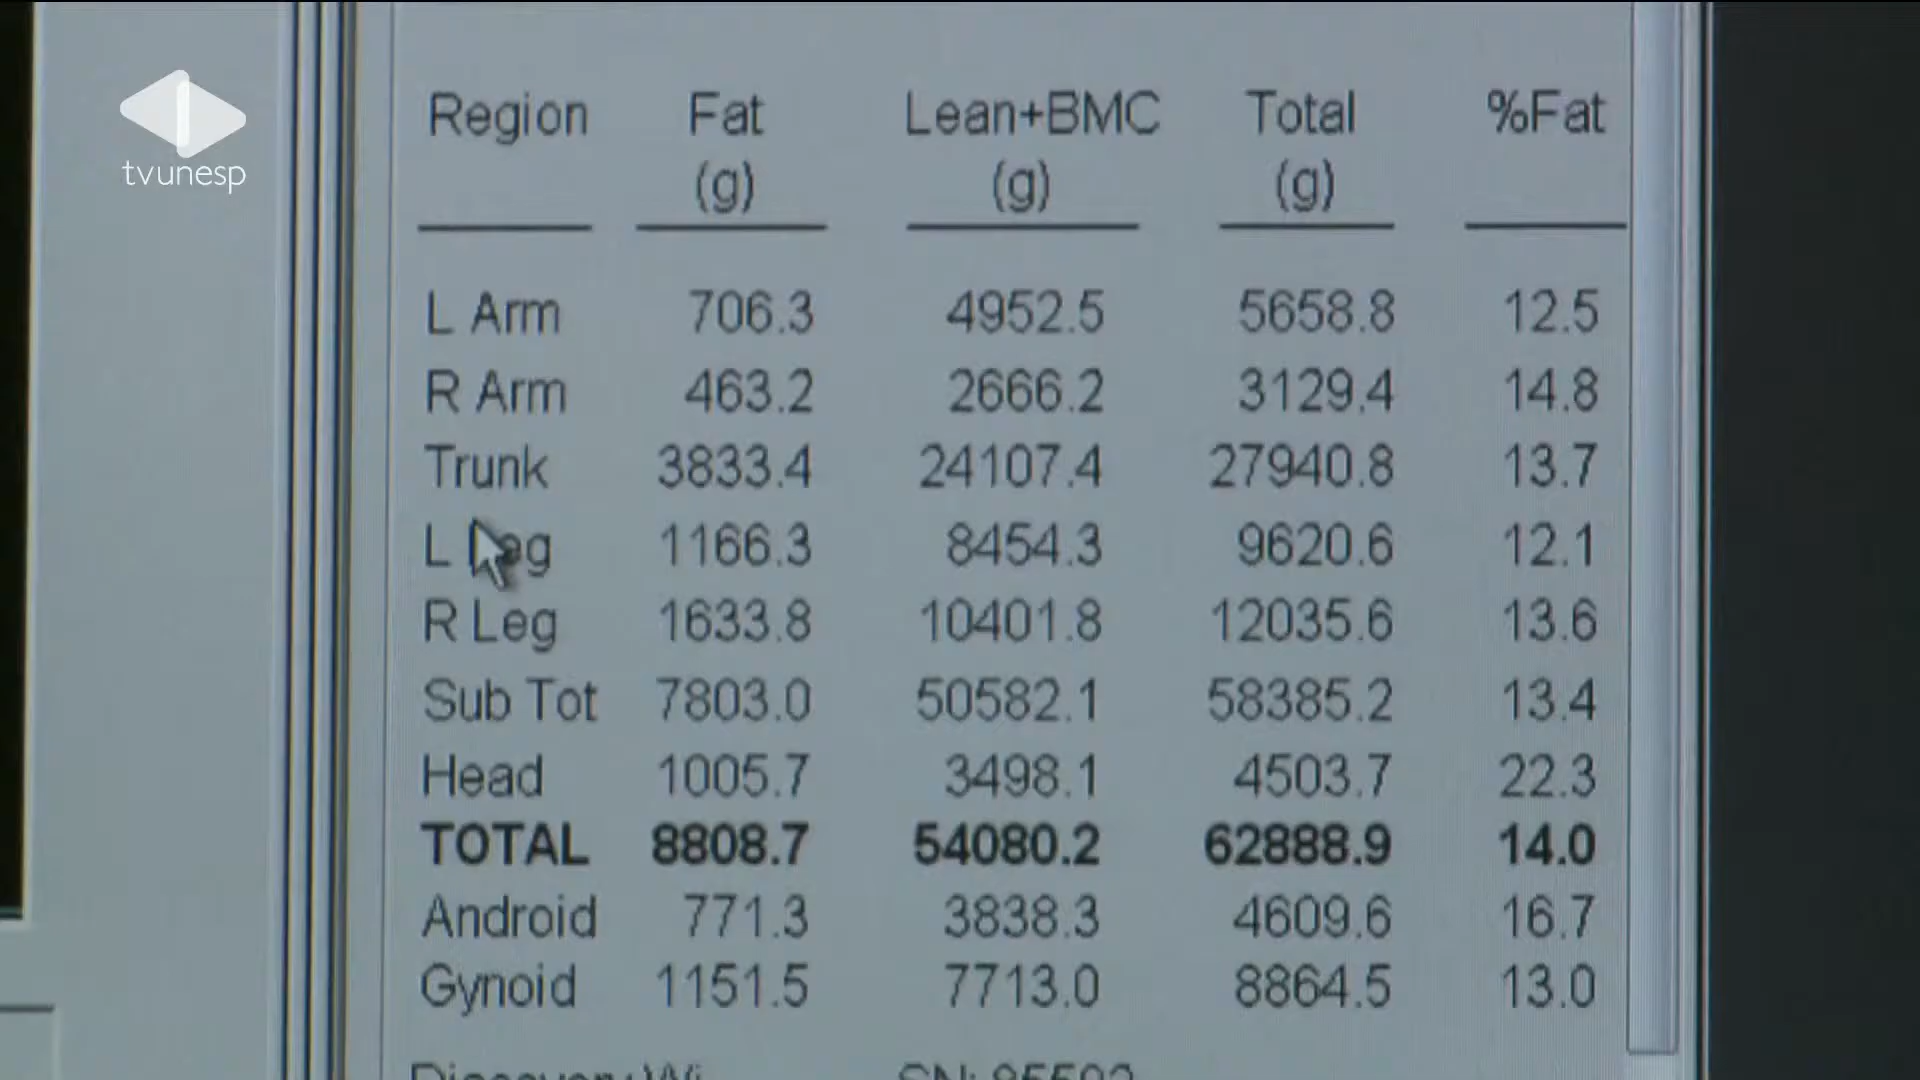 tvunesp
Region Fat Lean+BMC Total %Fat
(g) (g) (g)
L Arm 706.3 4952.5 5658.8 12.5
R Arm 463.2 2666.2 3129.4 14.8
Trunk 3833.4 24107.4 27940.8 13.7
L Leg 1166.3 8454.3 9620.6 12.1
R Leg 1633.8 10401.8 12035.6 13.6
Sub Tot 7803.0 50582.1 58385.2 13.4
Head 1005.7 3498.1 4503.7 22.3
TOTAL 8808.7 54080.2 62888.9 14.0
Android 771.3 3838.3 4609.6 16.7
Gynoid 1151.5 7713.0 8864.5 13.0
Discovery Wi SN: